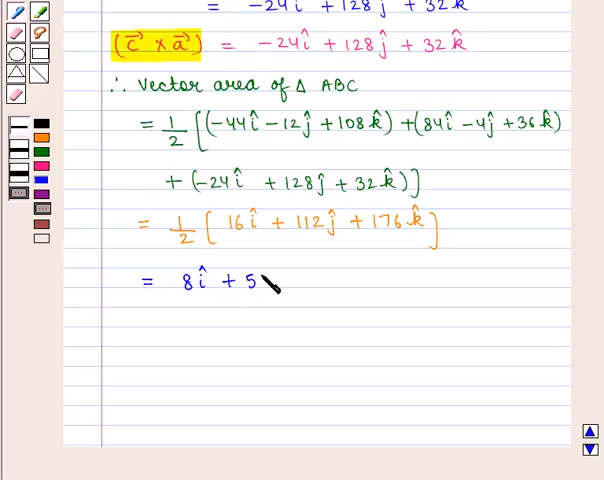 = -24î + 128ĵ + 32k̂
(c⃗ × a⃗) = -24î + 128ĵ + 32k̂
∴ Vector area of Δ ABC
= 1/2 [(-44î - 12ĵ + 108k̂) + (84î - 4ĵ + 36k̂)
+ (-24î + 128ĵ + 32k̂)]
= 1/2 [16î + 112ĵ + 176k̂]
= 8î + 5